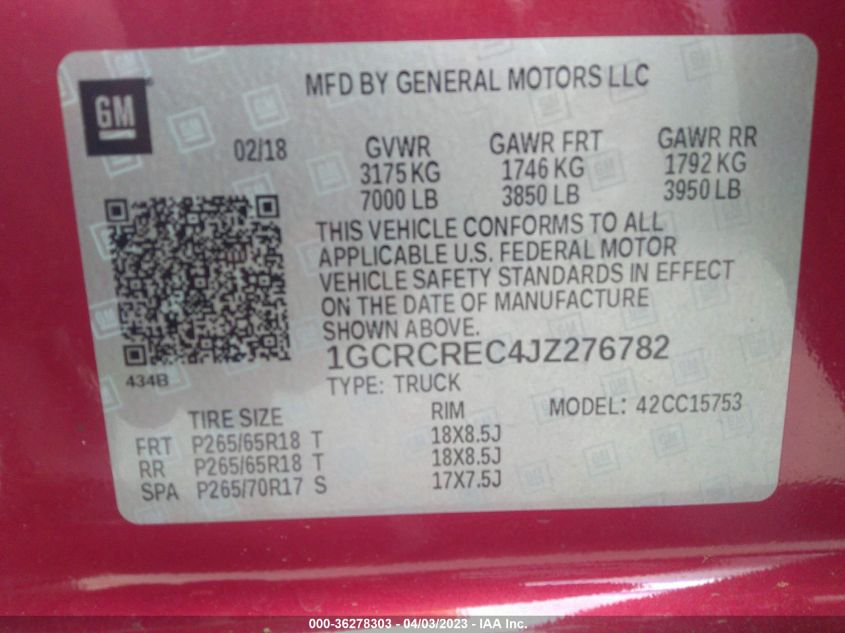 MFD BY GENERAL MOTORS LLC
GM
02/18 GVWR GAWR FRT GAWR RR
3175 KG 1746 KG 1792 KG
7000 LB 3850 LB 3950 LB
THIS VEHICLE CONFORMS TO ALL
APPLICABLE U.S. FEDERAL MOTOR
VEHICLE SAFETY STANDARDS IN EFFECT
ON THE DATE OF MANUFACTURE
SHOWN ABOVE.
1GCRCREC4JZ276782
434B
TYPE: TRUCK
TIRE SIZE RIM MODEL: 42CC15753
FRT P265/65R18 T 18X8.5J
RR P265/65R18 T 18X8.5J
SPA P265/70R17 S 17X7.5J
000-36278303 - 04/03/2023 - IAA Inc.